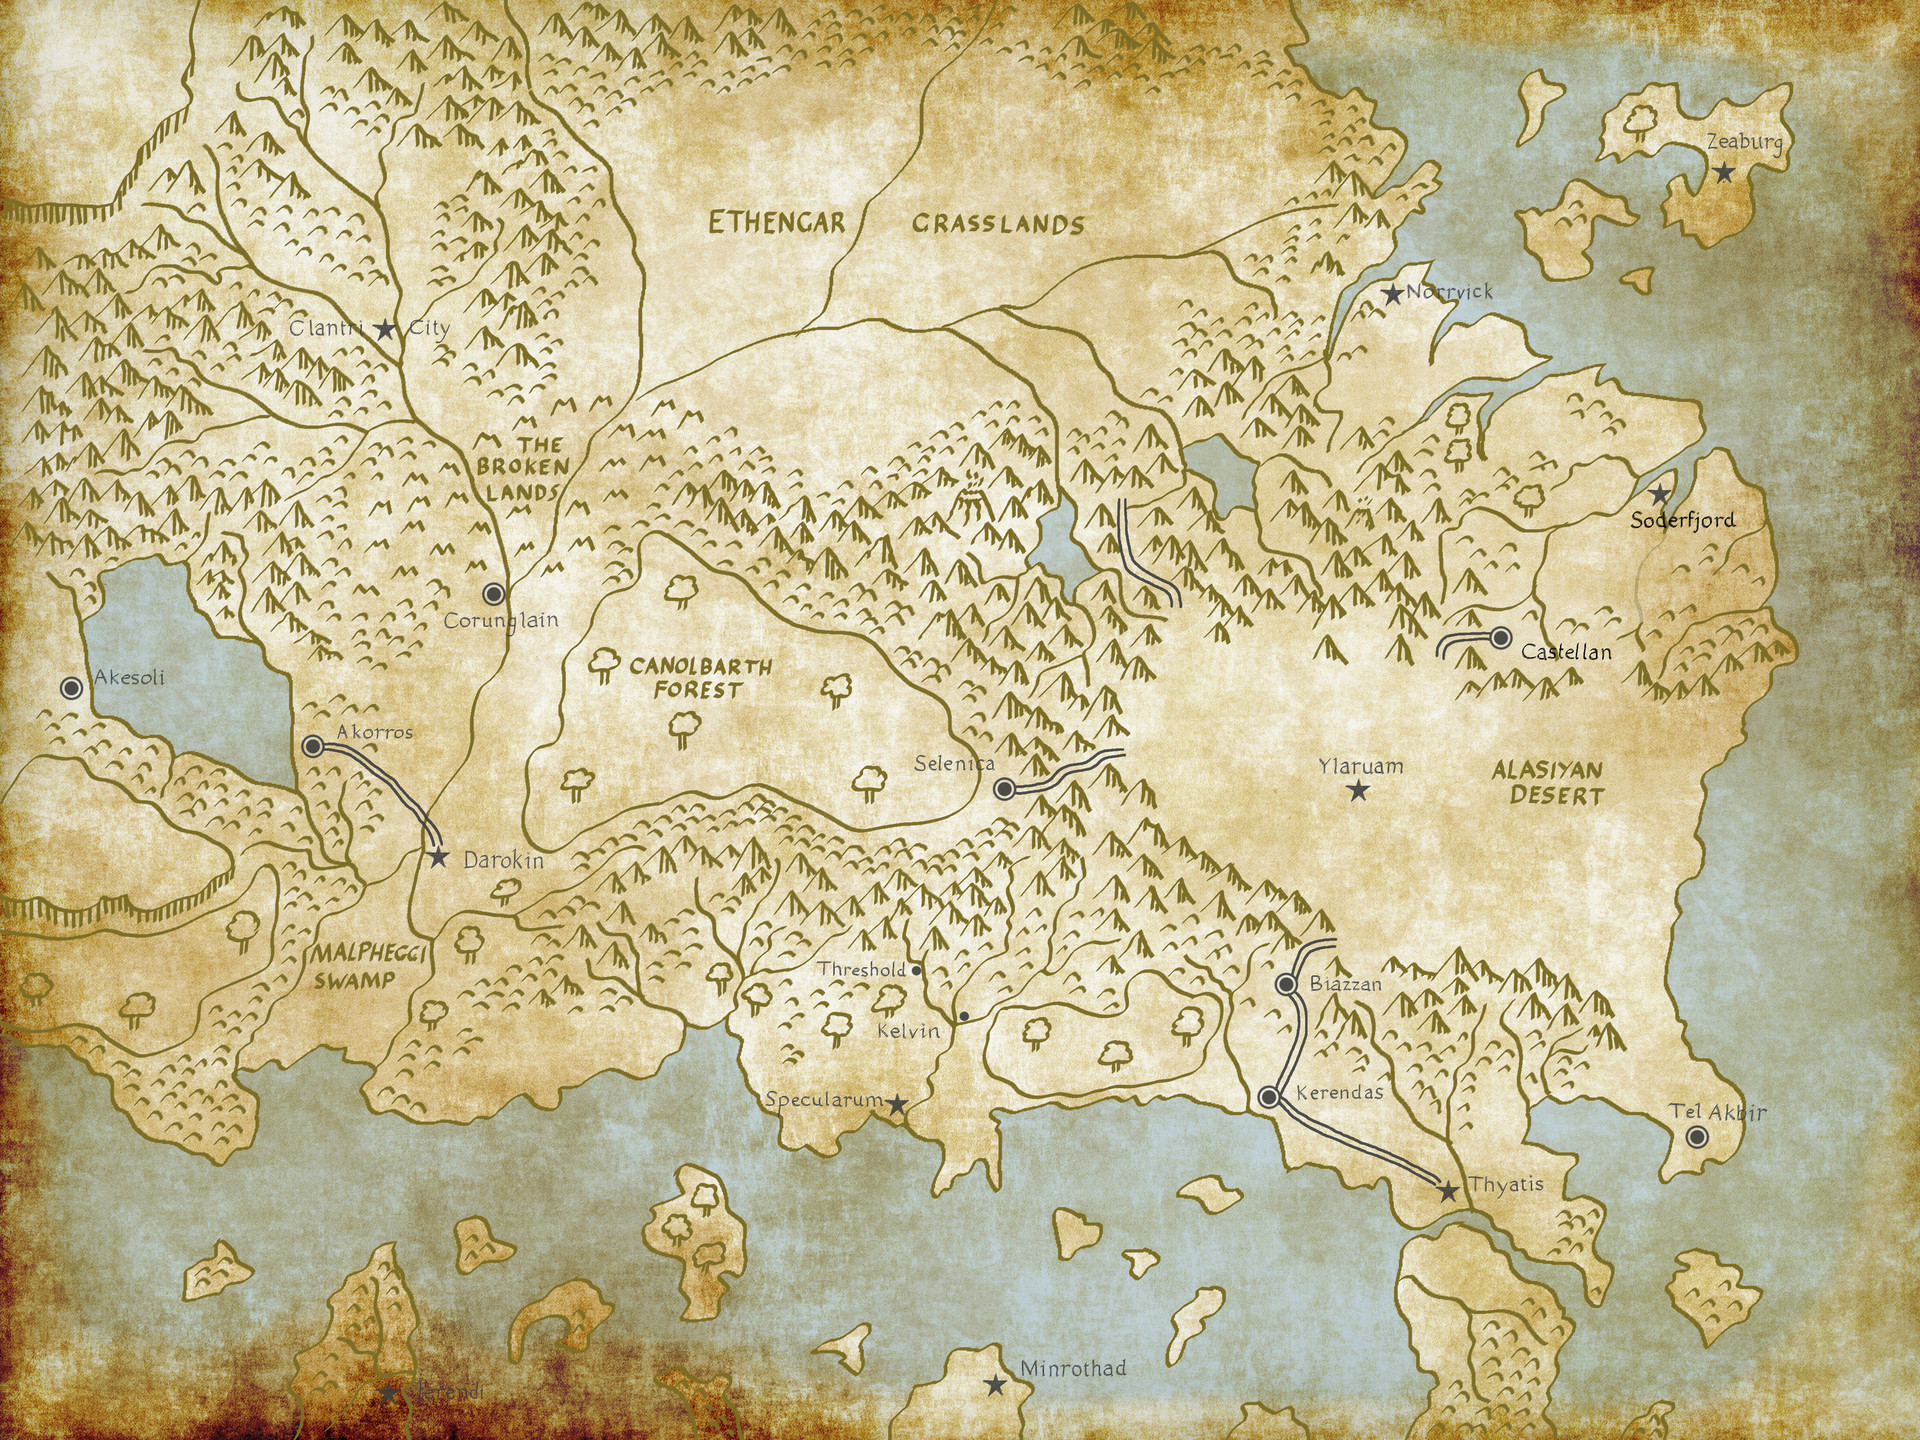 Zeaburg
ETHENGAR GRASSLANDS
Norrvick
Glantri City
THE
BROKEN
LANDS
Soderfjord
Corunglain
Castellan
CANOLBARTH
FOREST
Akesoli
Akorros
Selenica
Ylaruam
ALASIYAN
DESERT
Darokin
MALPHEGGI
SWAMP
Threshold
Biazzan
Kelvin
Kerendas
Specularum
Tel Akbir
Thyatis
Minrothad
Ierendi